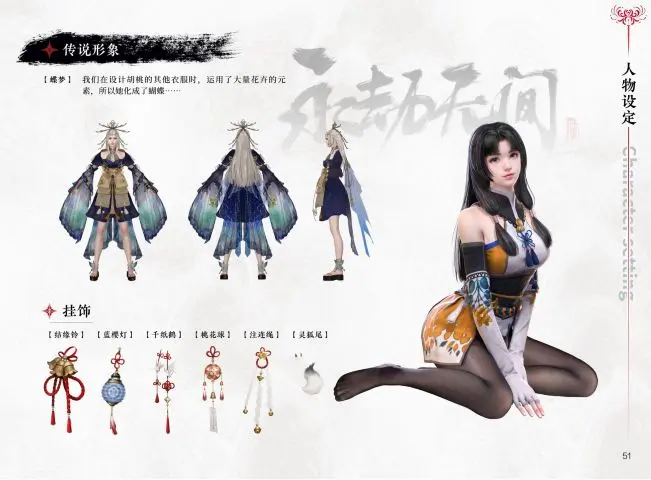 传说形象
【蝶梦】 我们在设计胡桃的其他衣服时，运用了大量花卉的元
素，所以她化成了蝴蝶……
永劫无间
人物设定
Character setting
挂饰
【结缘铃】 【蓝樱灯】 【千纸鹤】 【桃花球】 【注连绳】 【灵狐尾】
51